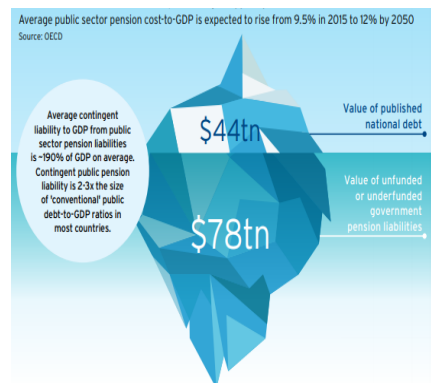 Average public sector pension cost-to-GDP is expected to rise from 9.5% in 2015 to 12% by 2050
Source: OECD
Average contingent
liability to GDP from public
sector pension liabilities
is ~190% of GDP on average.
Contingent public pension
liability is 2-3x the size
of 'conventional' public
debt-to-GDP ratios in
most countries.
$44tn
Value of published
national debt
Value of unfunded
or underfunded
government
pension liabilities
$78tn